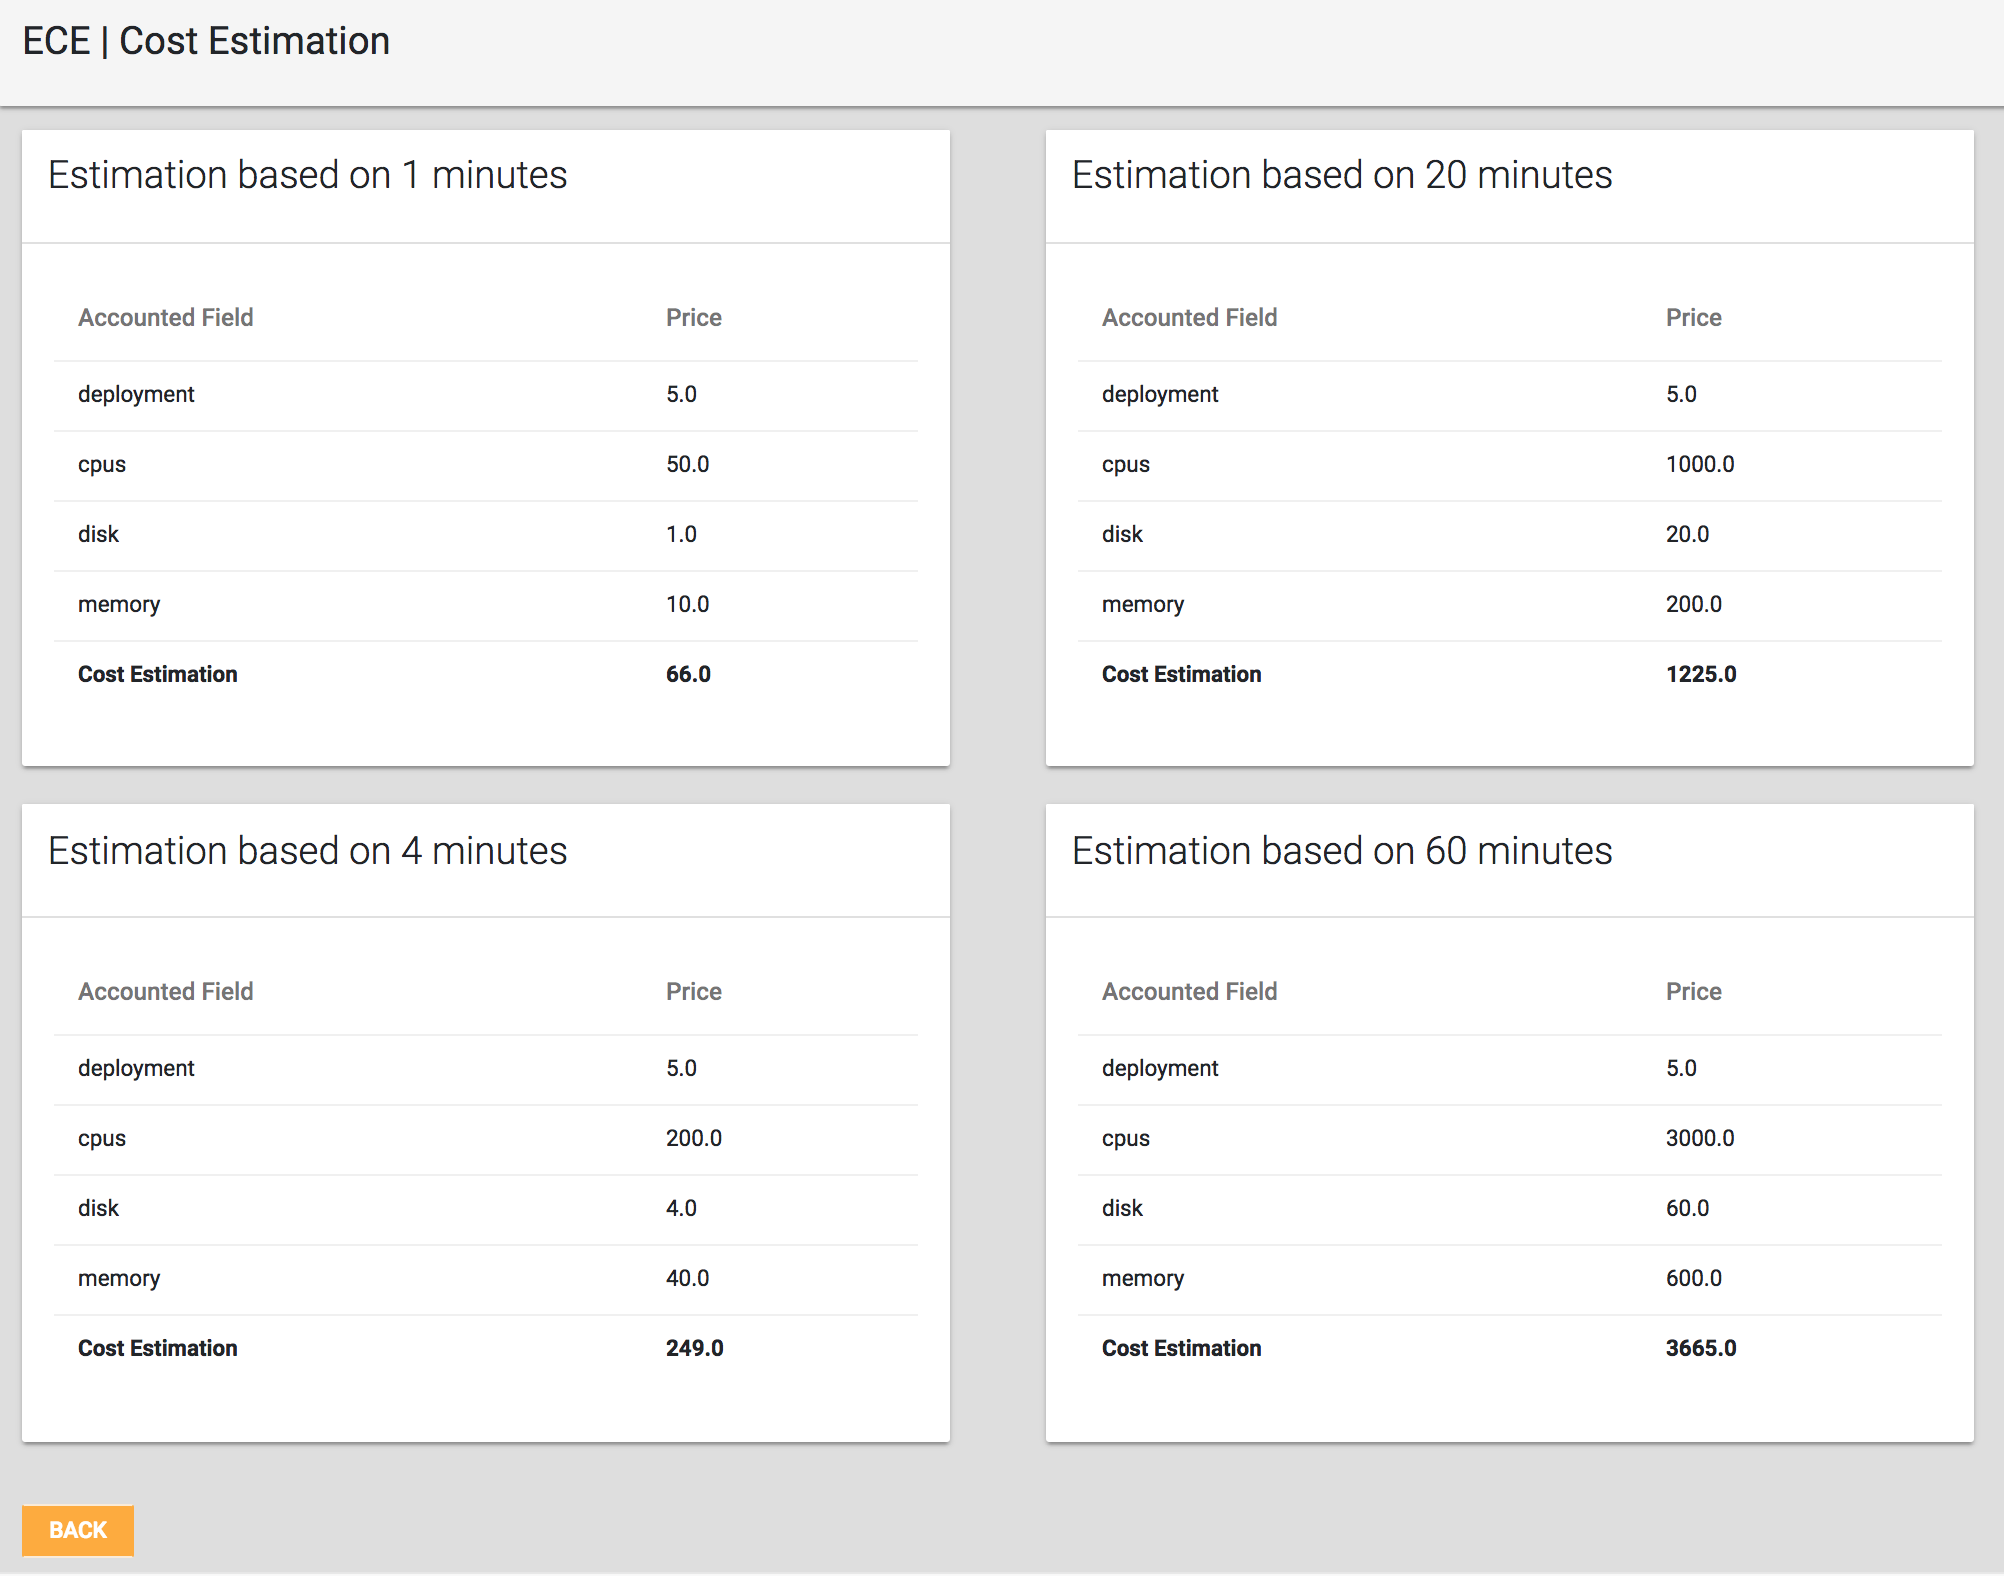 ECE | Cost Estimation
Estimation based on 1 minutes
Accounted Field Price
deployment 5.0
cpus 50.0
disk 1.0
memory 10.0
Cost Estimation 66.0
Estimation based on 20 minutes
Accounted Field Price
deployment 5.0
cpus 1000.0
disk 20.0
memory 200.0
Cost Estimation 1225.0
Estimation based on 4 minutes
Accounted Field Price
deployment 5.0
cpus 200.0
disk 4.0
memory 40.0
Cost Estimation 249.0
Estimation based on 60 minutes
Accounted Field Price
deployment 5.0
cpus 3000.0
disk 60.0
memory 600.0
Cost Estimation 3665.0
BACK